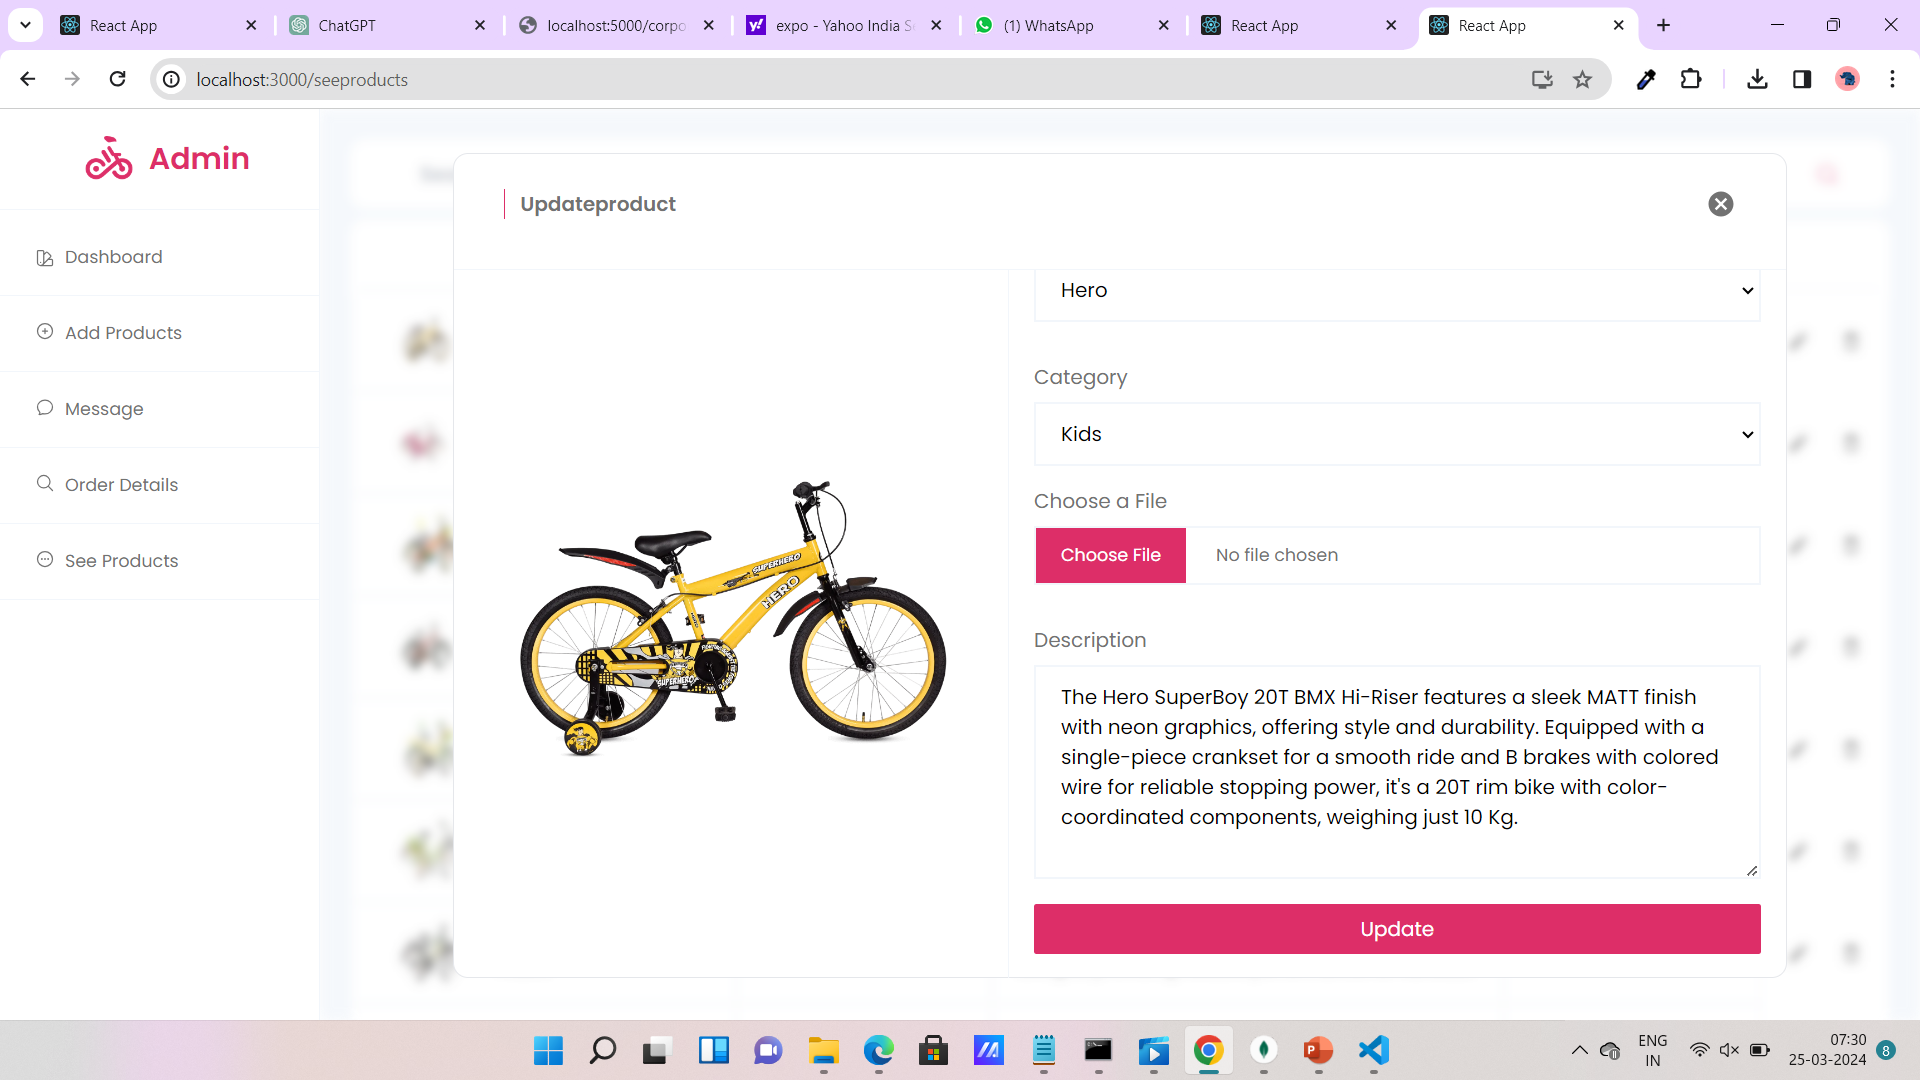 React App
ChatGPT
localhost:5000/corpo
expo - Yahoo India S
(1) WhatsApp
React App
React App
localhost:3000/seeproducts
Admin
Updateproduct
Dashboard
Add Products
Message
Order Details
See Products
Hero
Category
Kids
Choose a File
Choose File No file chosen
Description
The Hero SuperBoy 20T BMX Hi-Riser features a sleek MATT finish
with neon graphics, offering style and durability. Equipped with a
single-piece crankset for a smooth ride and B brakes with colored
wire for reliable stopping power, it's a 20T rim bike with color-
coordinated components, weighing just 10 Kg.
Update
SUPERHERO
HERO
SUPERHERO
ENG
IN
07:30
25-03-2024
8